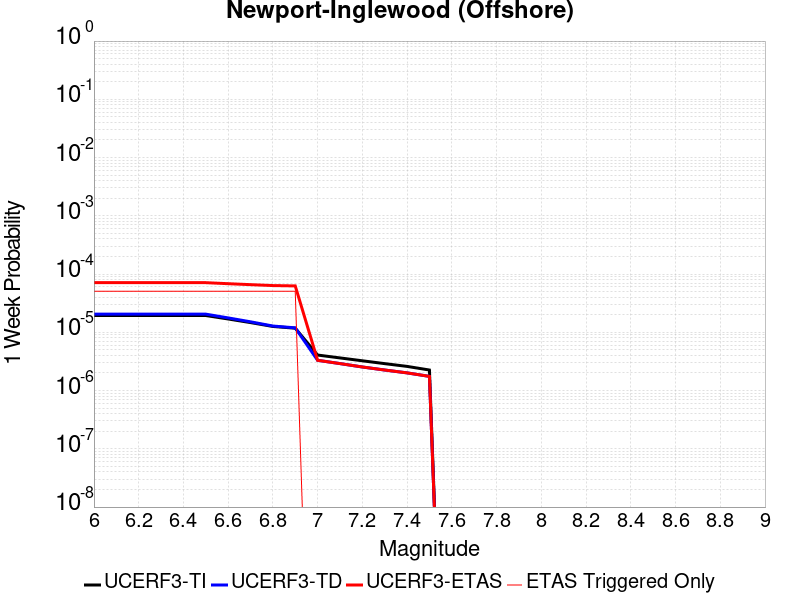 Newport-Inglewood (Offshore)
10^0
10^-1
10^-2
10^-3
10^-4
10^-5
10^-6
10^-7
10^-8
1 Week Probability
6 6.2 6.4 6.6 6.8 7 7.2 7.4 7.6 7.8 8 8.2 8.4 8.6 8.8 9
Magnitude
UCERF3-TI UCERF3-TD UCERF3-ETAS ETAS Triggered Only